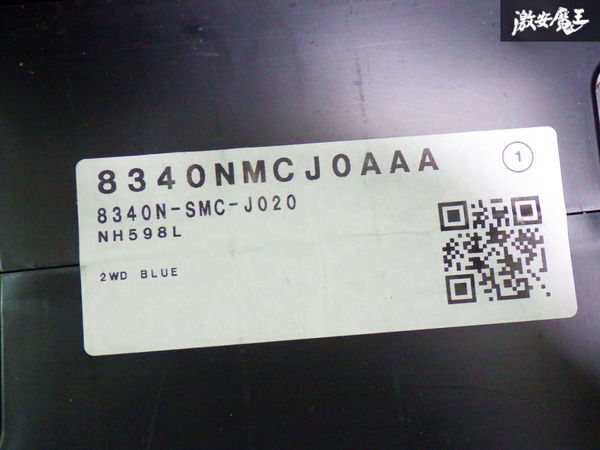 激安魔王
8340NMCJ0AAA
1
8340N-SMC-J020
NH598L
2WD BLUE